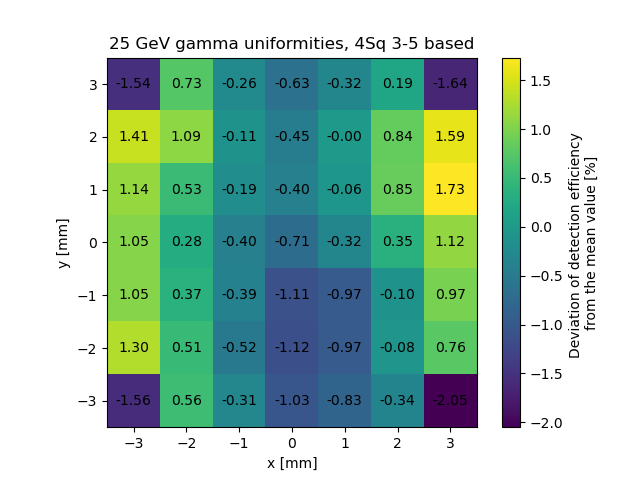 25 GeV gamma uniformities, 4Sq 3-5 based
3 -1.54 0.73 -0.26 -0.63 -0.32 0.19 -1.64
2 1.41 1.09 -0.11 -0.45 -0.00 0.84 1.59
1 1.14 0.53 -0.19 -0.40 -0.06 0.85 1.73
0 1.05 0.28 -0.40 -0.71 -0.32 0.35 1.12
−1 1.05 0.37 -0.39 -1.11 -0.97 -0.10 0.97
−2 1.30 0.51 -0.52 -1.12 -0.97 -0.08 0.76
−3 -1.56 0.56 -0.31 -1.03 -0.83 -0.34 -2.05
−3 −2 −1 0 1 2 3
x [mm]
y [mm]
1.5
1.0
0.5
0.0
−0.5
−1.0
−1.5
−2.0
Deviation of detection efficiency
from the mean value [%]